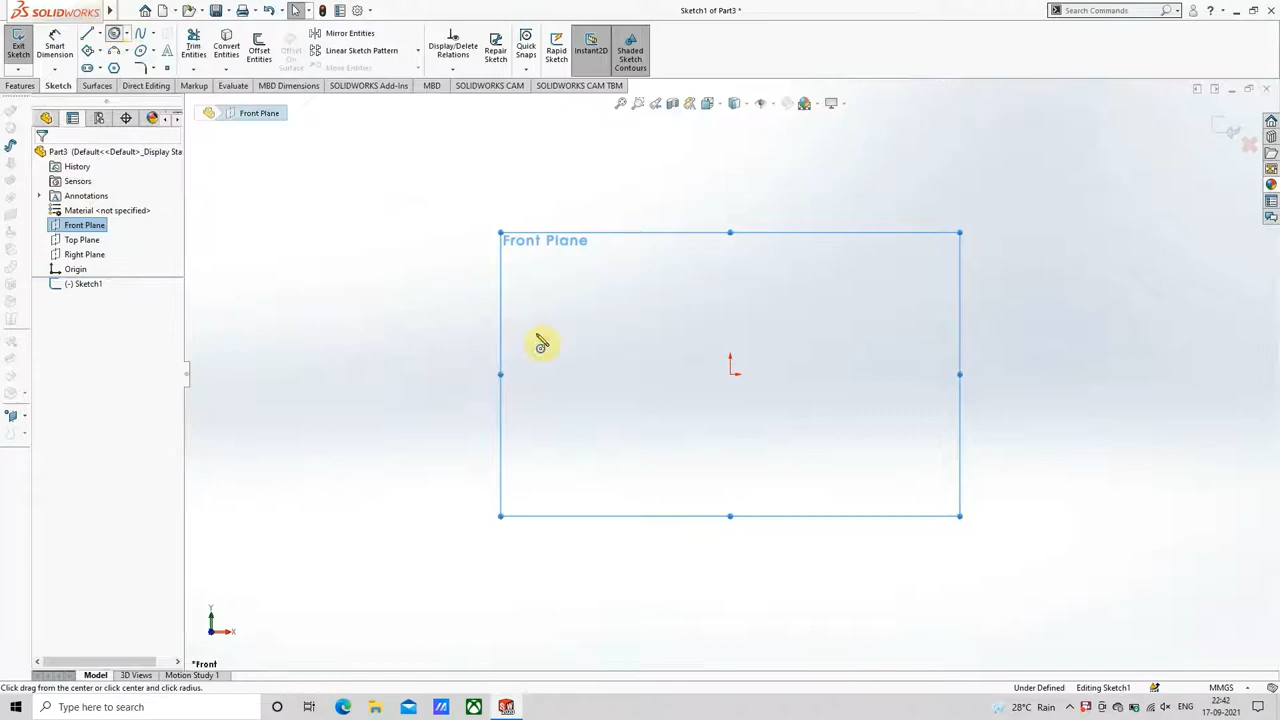 SOLIDWORKS
Sketch1 of Part3 *
Search Commands
Exit Sketch
Smart Dimension
Trim Entities
Convert Entities
Offset Entities
Offset On Surface
Mirror Entities
Linear Sketch Pattern
Move Entities
Display/Delete Relations
Repair Sketch
Quick Snaps
Rapid Sketch
Instant2D
Shaded Sketch Contours
Features
Sketch
Surfaces
Direct Editing
Markup
Evaluate
MBD Dimensions
SOLIDWORKS Add-Ins
MBD
SOLIDWORKS CAM
SOLIDWORKS CAM TBM
Front Plane
Part3 (Default<<Default>_Display Sta
History
Sensors
Annotations
Material <not specified>
Front Plane
Top Plane
Right Plane
Origin
(-) Sketch1
Front Plane
Y
X
*Front
Model
3D Views
Motion Study 1
Click drag from the center or click center and radius.
Under Defined
Editing Sketch1
MMGS
Type here to search
28°C Rain
ENG
22:42
17-09-2021